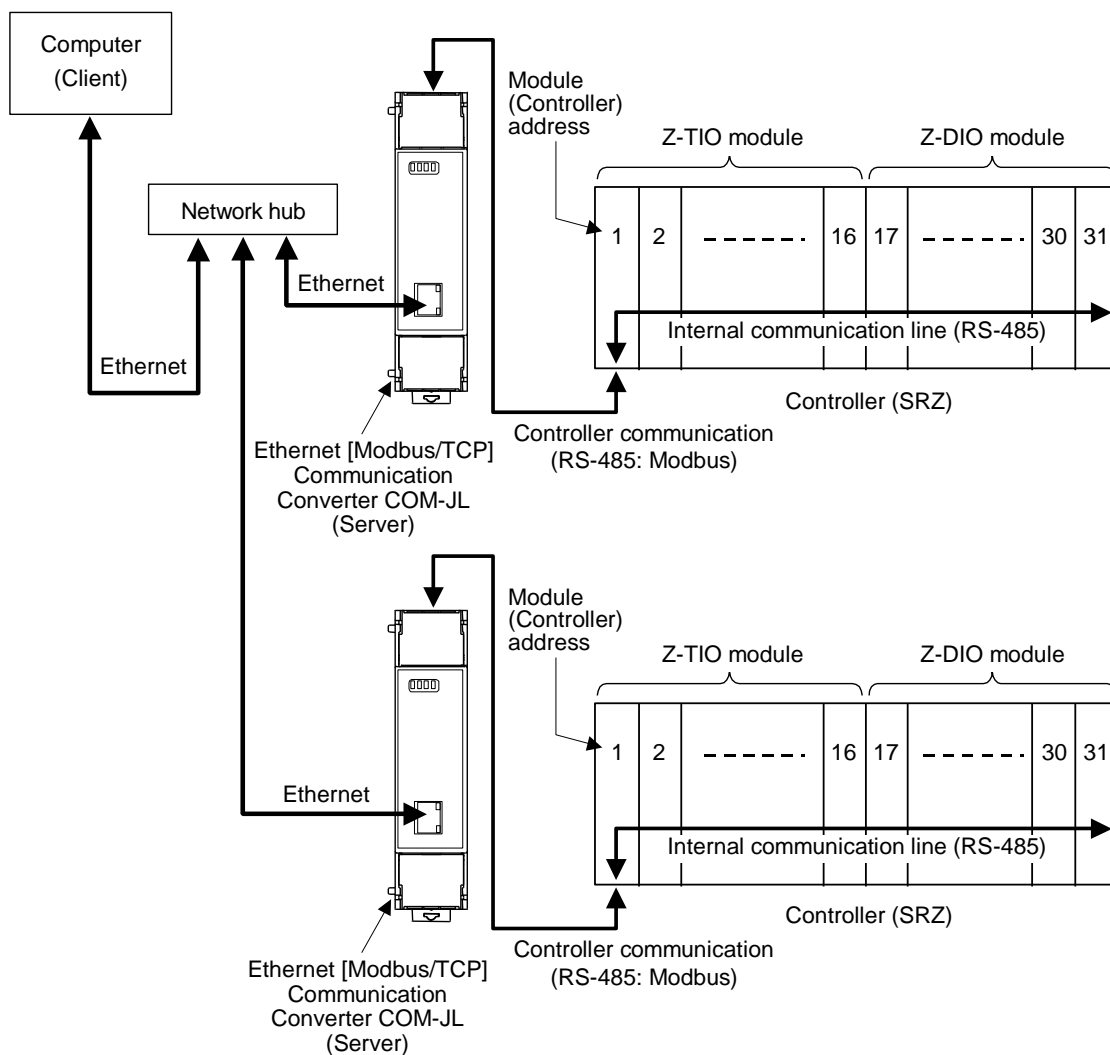 Computer
(Client)
Network hub
Ethernet
Ethernet
Ethernet [Modbus/TCP]
Communication
Converter COM-JL
(Server)
Module
(Controller)
address
Z-TIO module
Z-DIO module
1 2 16 17 30 31
Internal communication line (RS-485)
Controller (SRZ)
Controller communication
(RS-485: Modbus)
Ethernet
Ethernet [Modbus/TCP]
Communication
Converter COM-JL
(Server)
Module
(Controller)
address
Z-TIO module
Z-DIO module
1 2 16 17 30 31
Internal communication line (RS-485)
Controller (SRZ)
Controller communication
(RS-485: Modbus)